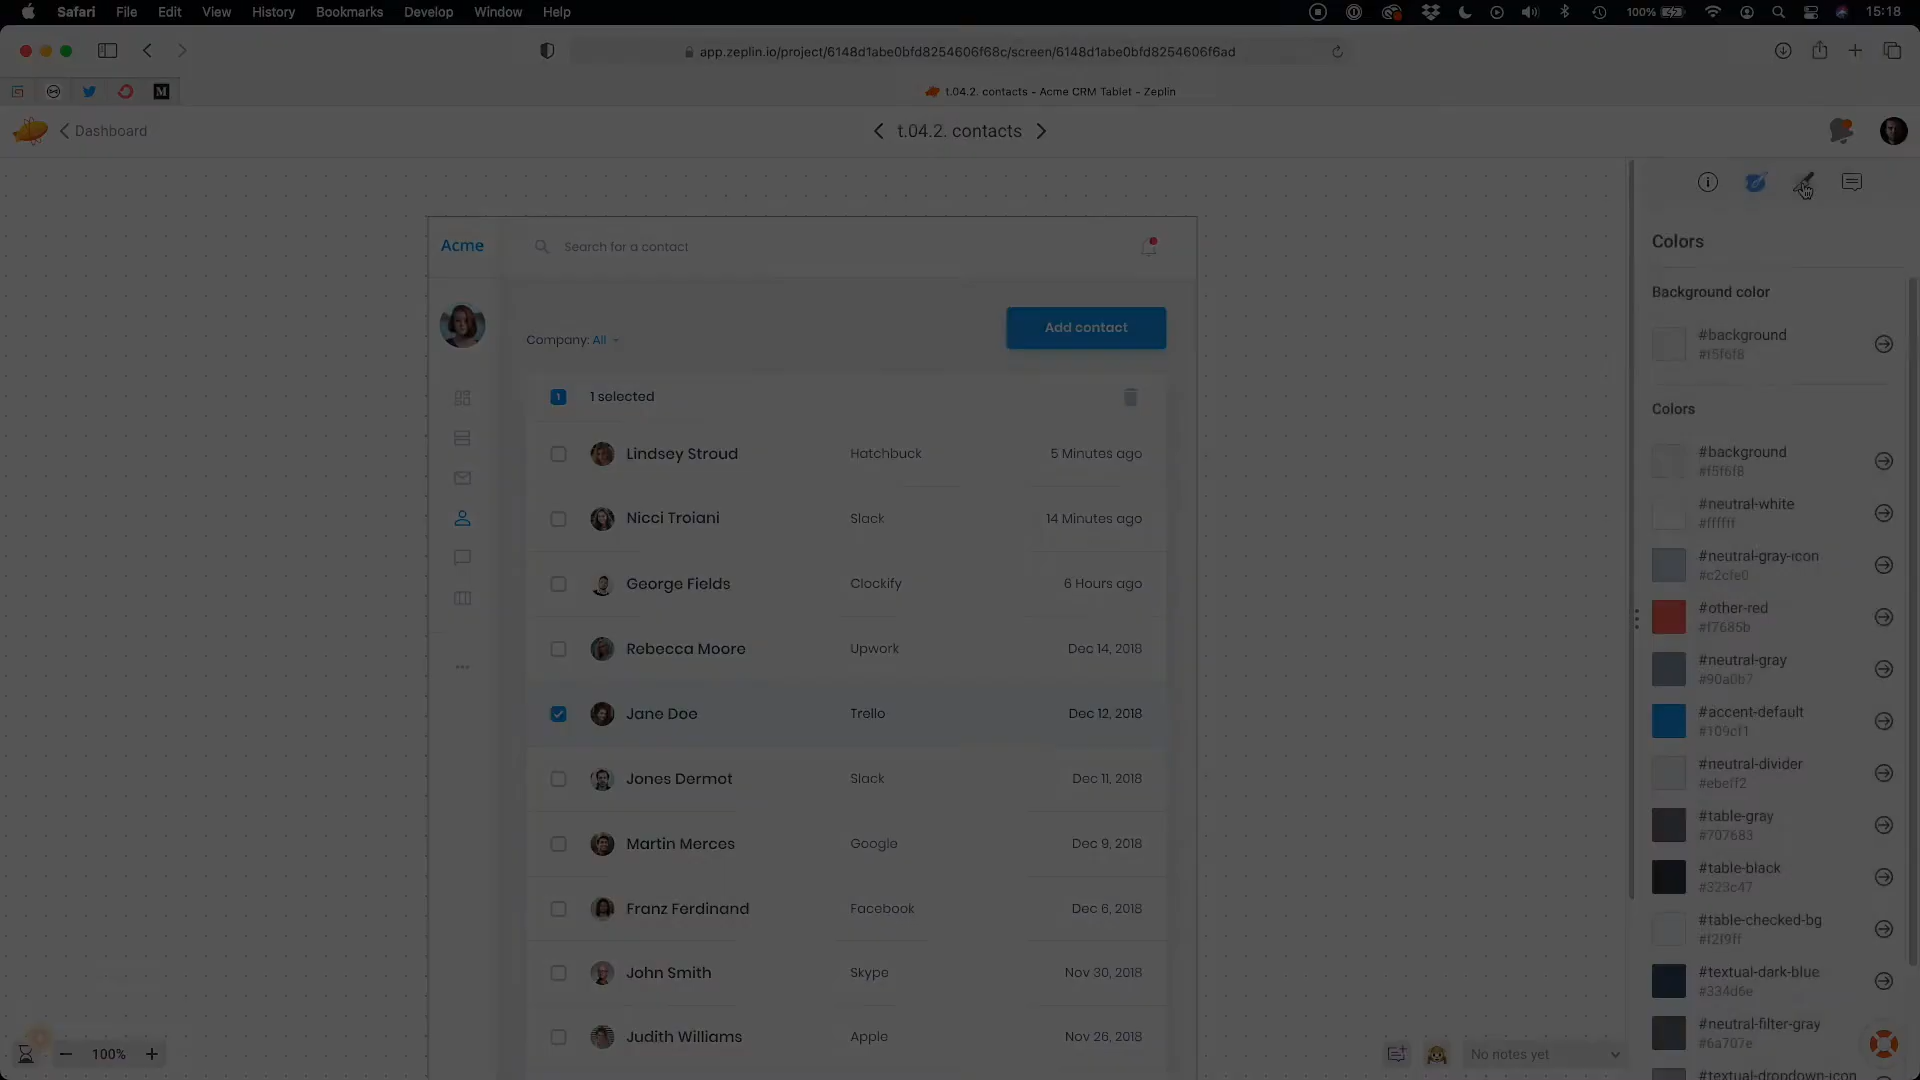 Safari File Edit View History Bookmarks Develop Window Help 100% 15:18
app.zeplin.io/project/6148d1abe0bfd8254606f68c/screen/6148d1abe0bfd8254606f6ad
M
t.04.2. contacts - Acme CRM Tablet - Zeplin
Dashboard
t.04.2. contacts
Acme
Search for a contact
Company: All
Add contact
1 1 selected
Lindsey Stroud Hatchbuck 5 Minutes ago
Nicci Troiani Slack 14 Minutes ago
George Fields Clockify 6 Hours ago
Rebecca Moore Upwork Dec 14, 2018
Jane Doe Trello Dec 12, 2018
Jones Dermot Slack Dec 11, 2018
Martin Merces Google Dec 9, 2018
Franz Ferdinand Facebook Dec 6, 2018
John Smith Skype Nov 30, 2018
Judith Williams Apple Nov 26, 2018
Colors
Background color
#background
#f5f6f8
Colors
#background
#f5f6f8
#neutral-white
#ffffff
#neutral-gray-icon
#c2cfe0
#other-red
#f7685b
#neutral-gray
#90a0b7
#accent-default
#109cf1
#neutral-divider
#ebeff2
#table-gray
#707683
#table-black
#323c47
#table-checked-bg
#f2f9ff
#textual-dark-blue
#334d6e
#neutral-filter-gray
#6a707e
#textual-dropdown-icon
100%
No notes yet